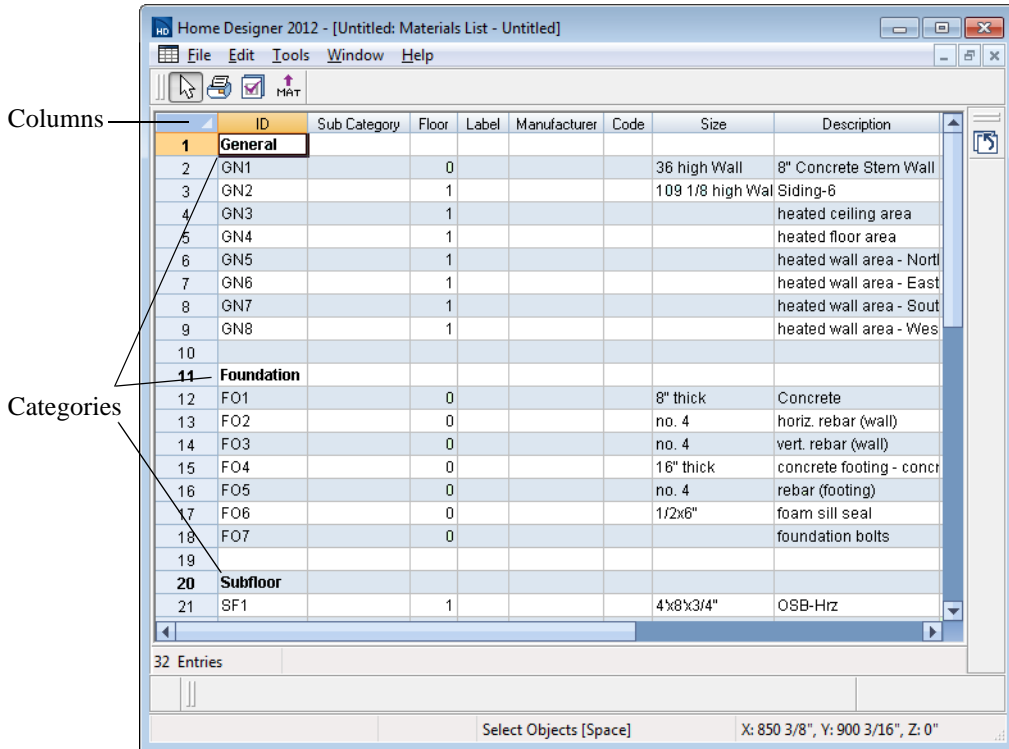 HD Home Designer 2012 - [Untitled: Materials List - Untitled]
File Edit Tools Window Help
MAT
Columns
ID Sub Category Floor Label Manufacturer Code Size Description
1 General
2 GN1 0 36 high Wall 8" Concrete Stem Wall
3 GN2 1 109 1/8 high Wal Siding-6
4 GN3 1 heated ceiling area
5 GN4 1 heated floor area
6 GN5 1 heated wall area - Nortl
7 GN6 1 heated wall area - East
8 GN7 1 heated wall area - Sout
9 GN8 1 heated wall area - Wes
10
11 Foundation
Categories
12 FO1 0 8" thick Concrete
13 FO2 0 no. 4 horiz. rebar (wall)
14 FO3 0 no. 4 vert. rebar (wall)
15 FO4 0 16" thick concrete footing - concr
16 FO5 0 no. 4 rebar (footing)
17 FO6 0 1/2x6" foam sill seal
18 FO7 0 foundation bolts
19
20 Subfloor
21 SF1 1 4'x8'x3/4" OSB-Hrz
32 Entries
Select Objects [Space] X: 850 3/8", Y: 900 3/16", Z: 0"